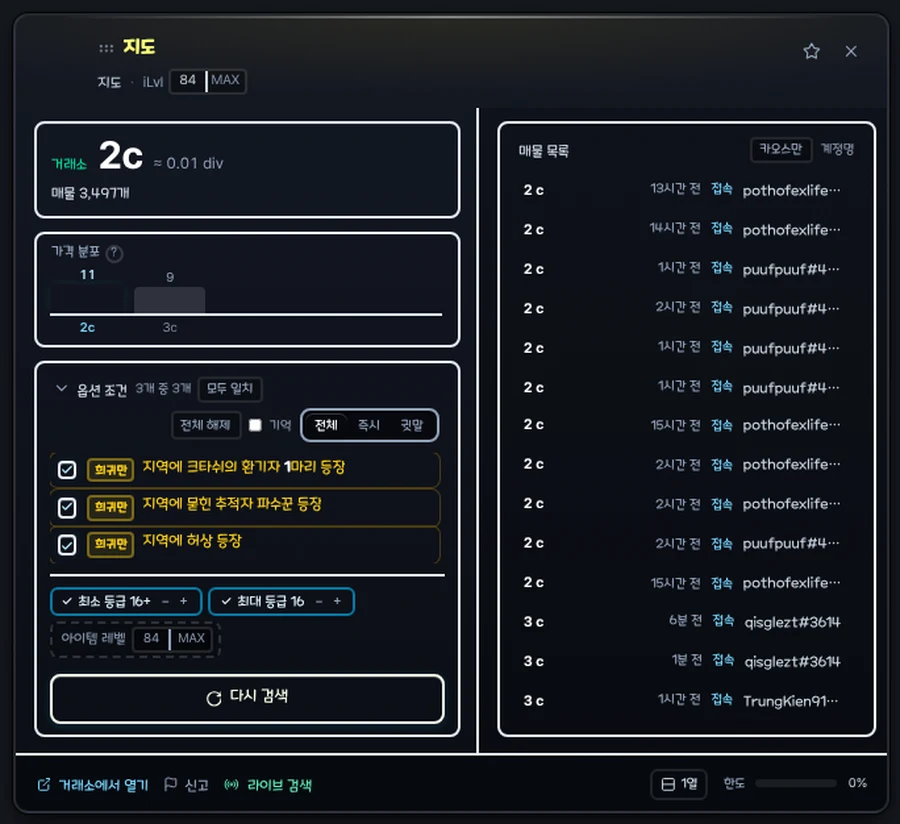 지도
지도 · iLvl 84 MAX
거래소 2c ≈ 0.01 div
매물 3,497개
가격 분포 ?
11 9
2c 3c
옵션 조건 3개 중 3개 모두 일치
전체 해제 기억 전체 즉시 귓말
희귀만 지역에 크타쉬의 환기자 1마리 등장
희귀만 지역에 묻힌 추적자 파수꾼 등장
희귀만 지역에 허상 등장
최소 등급 16+ − +
최대 등급 16 − +
아이템 레벨 84 MAX
다시 검색
매물 목록 카오스만 계정명
2 c 13시간 전 접속 pothofexlife…
2 c 14시간 전 접속 pothofexlife…
2 c 1시간 전 접속 puufpuuf#4…
2 c 2시간 전 접속 puufpuuf#4…
2 c 1시간 전 접속 puufpuuf#4…
2 c 1시간 전 접속 puufpuuf#4…
2 c 15시간 전 접속 pothofexlife…
2 c 2시간 전 접속 pothofexlife…
2 c 2시간 전 접속 pothofexlife…
2 c 2시간 전 접속 puufpuuf#4…
2 c 15시간 전 접속 pothofexlife…
3 c 6분 전 접속 qisglezt#3614
3 c 1분 전 접속 qisglezt#3614
3 c 1시간 전 접속 TrungKien91…
거래소에서 열기 신고 라이브 검색
1일 한도 0%